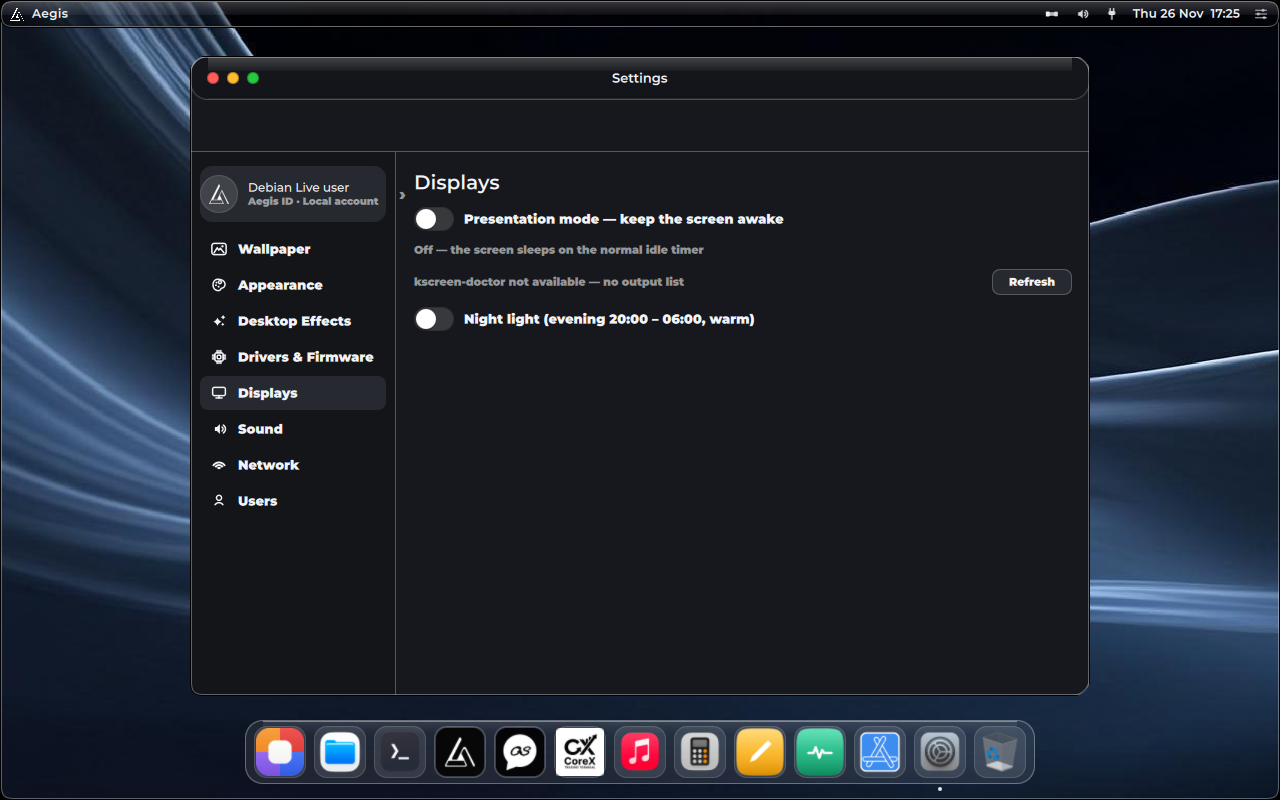 Aegis
Thu 26 Nov 17:25
Settings
Debian Live user
Aegis ID · Local account
Wallpaper
Appearance
Desktop Effects
Drivers & Firmware
Displays
Sound
Network
Users
Displays
Presentation mode — keep the screen awake
Off — the screen sleeps on the normal idle timer
kscreen-doctor not available — no output list
Refresh
Night light (evening 20:00 – 06:00, warm)
as
CX
CoreX